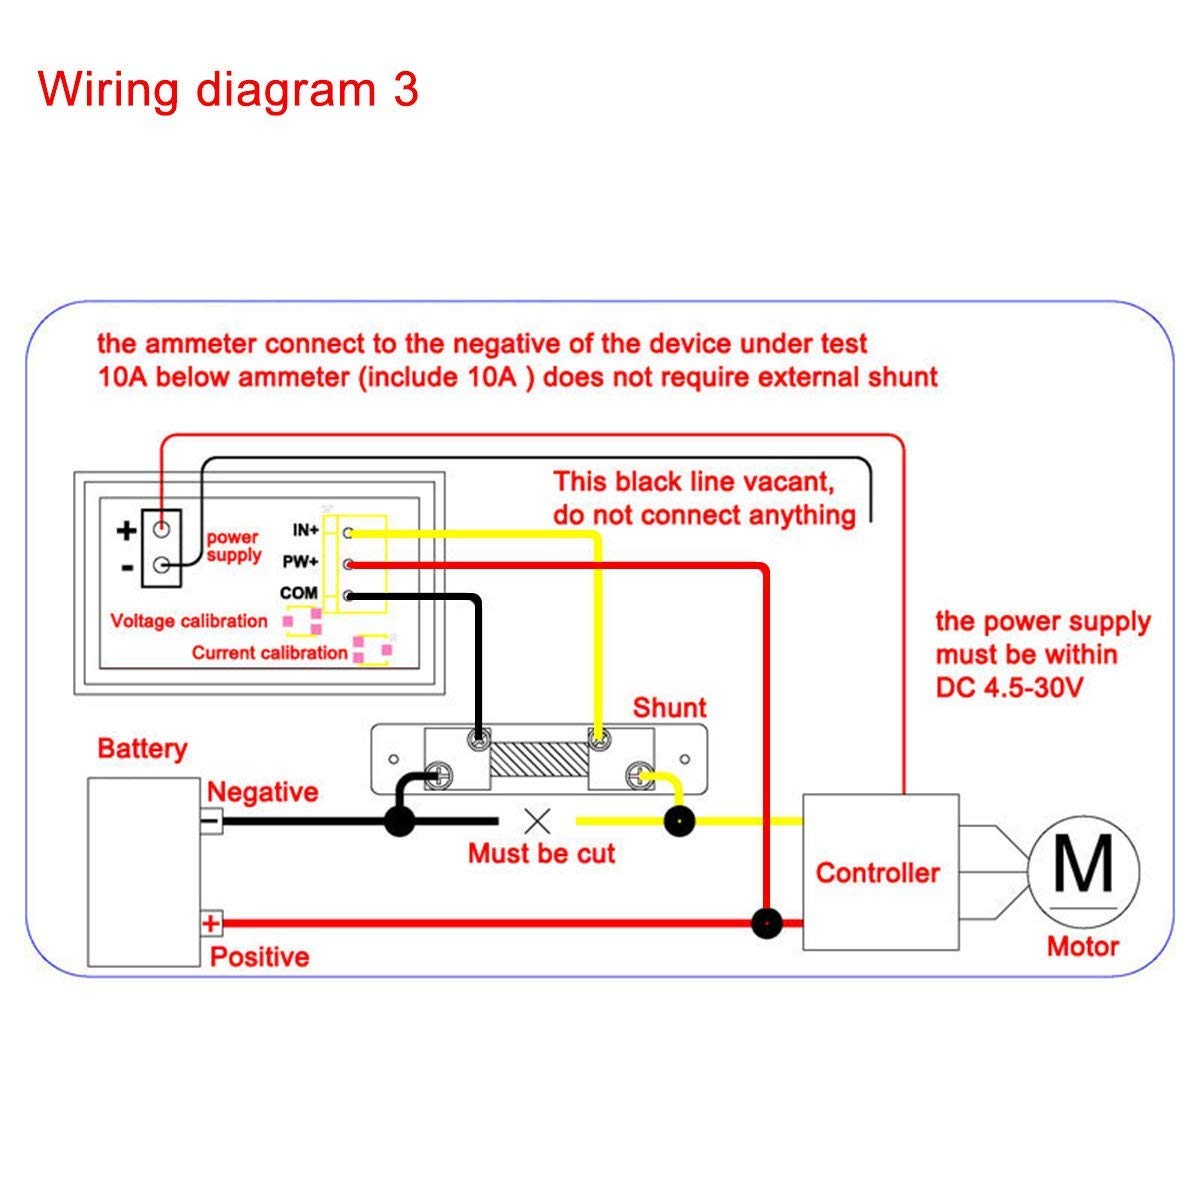 Wiring diagram 3
the ammeter connect to the negative of the device under test
10A below ammeter (include 10A ) does not require external shunt
This black line vacant,
do not connect anything
+
-
power
supply
IN+
PW+
COM
Voltage calibration
Current calibration
the power supply
must be within
DC 4.5-30V
Shunt
Battery
Negative
-
Must be cut
Controller
M
Motor
+
Positive